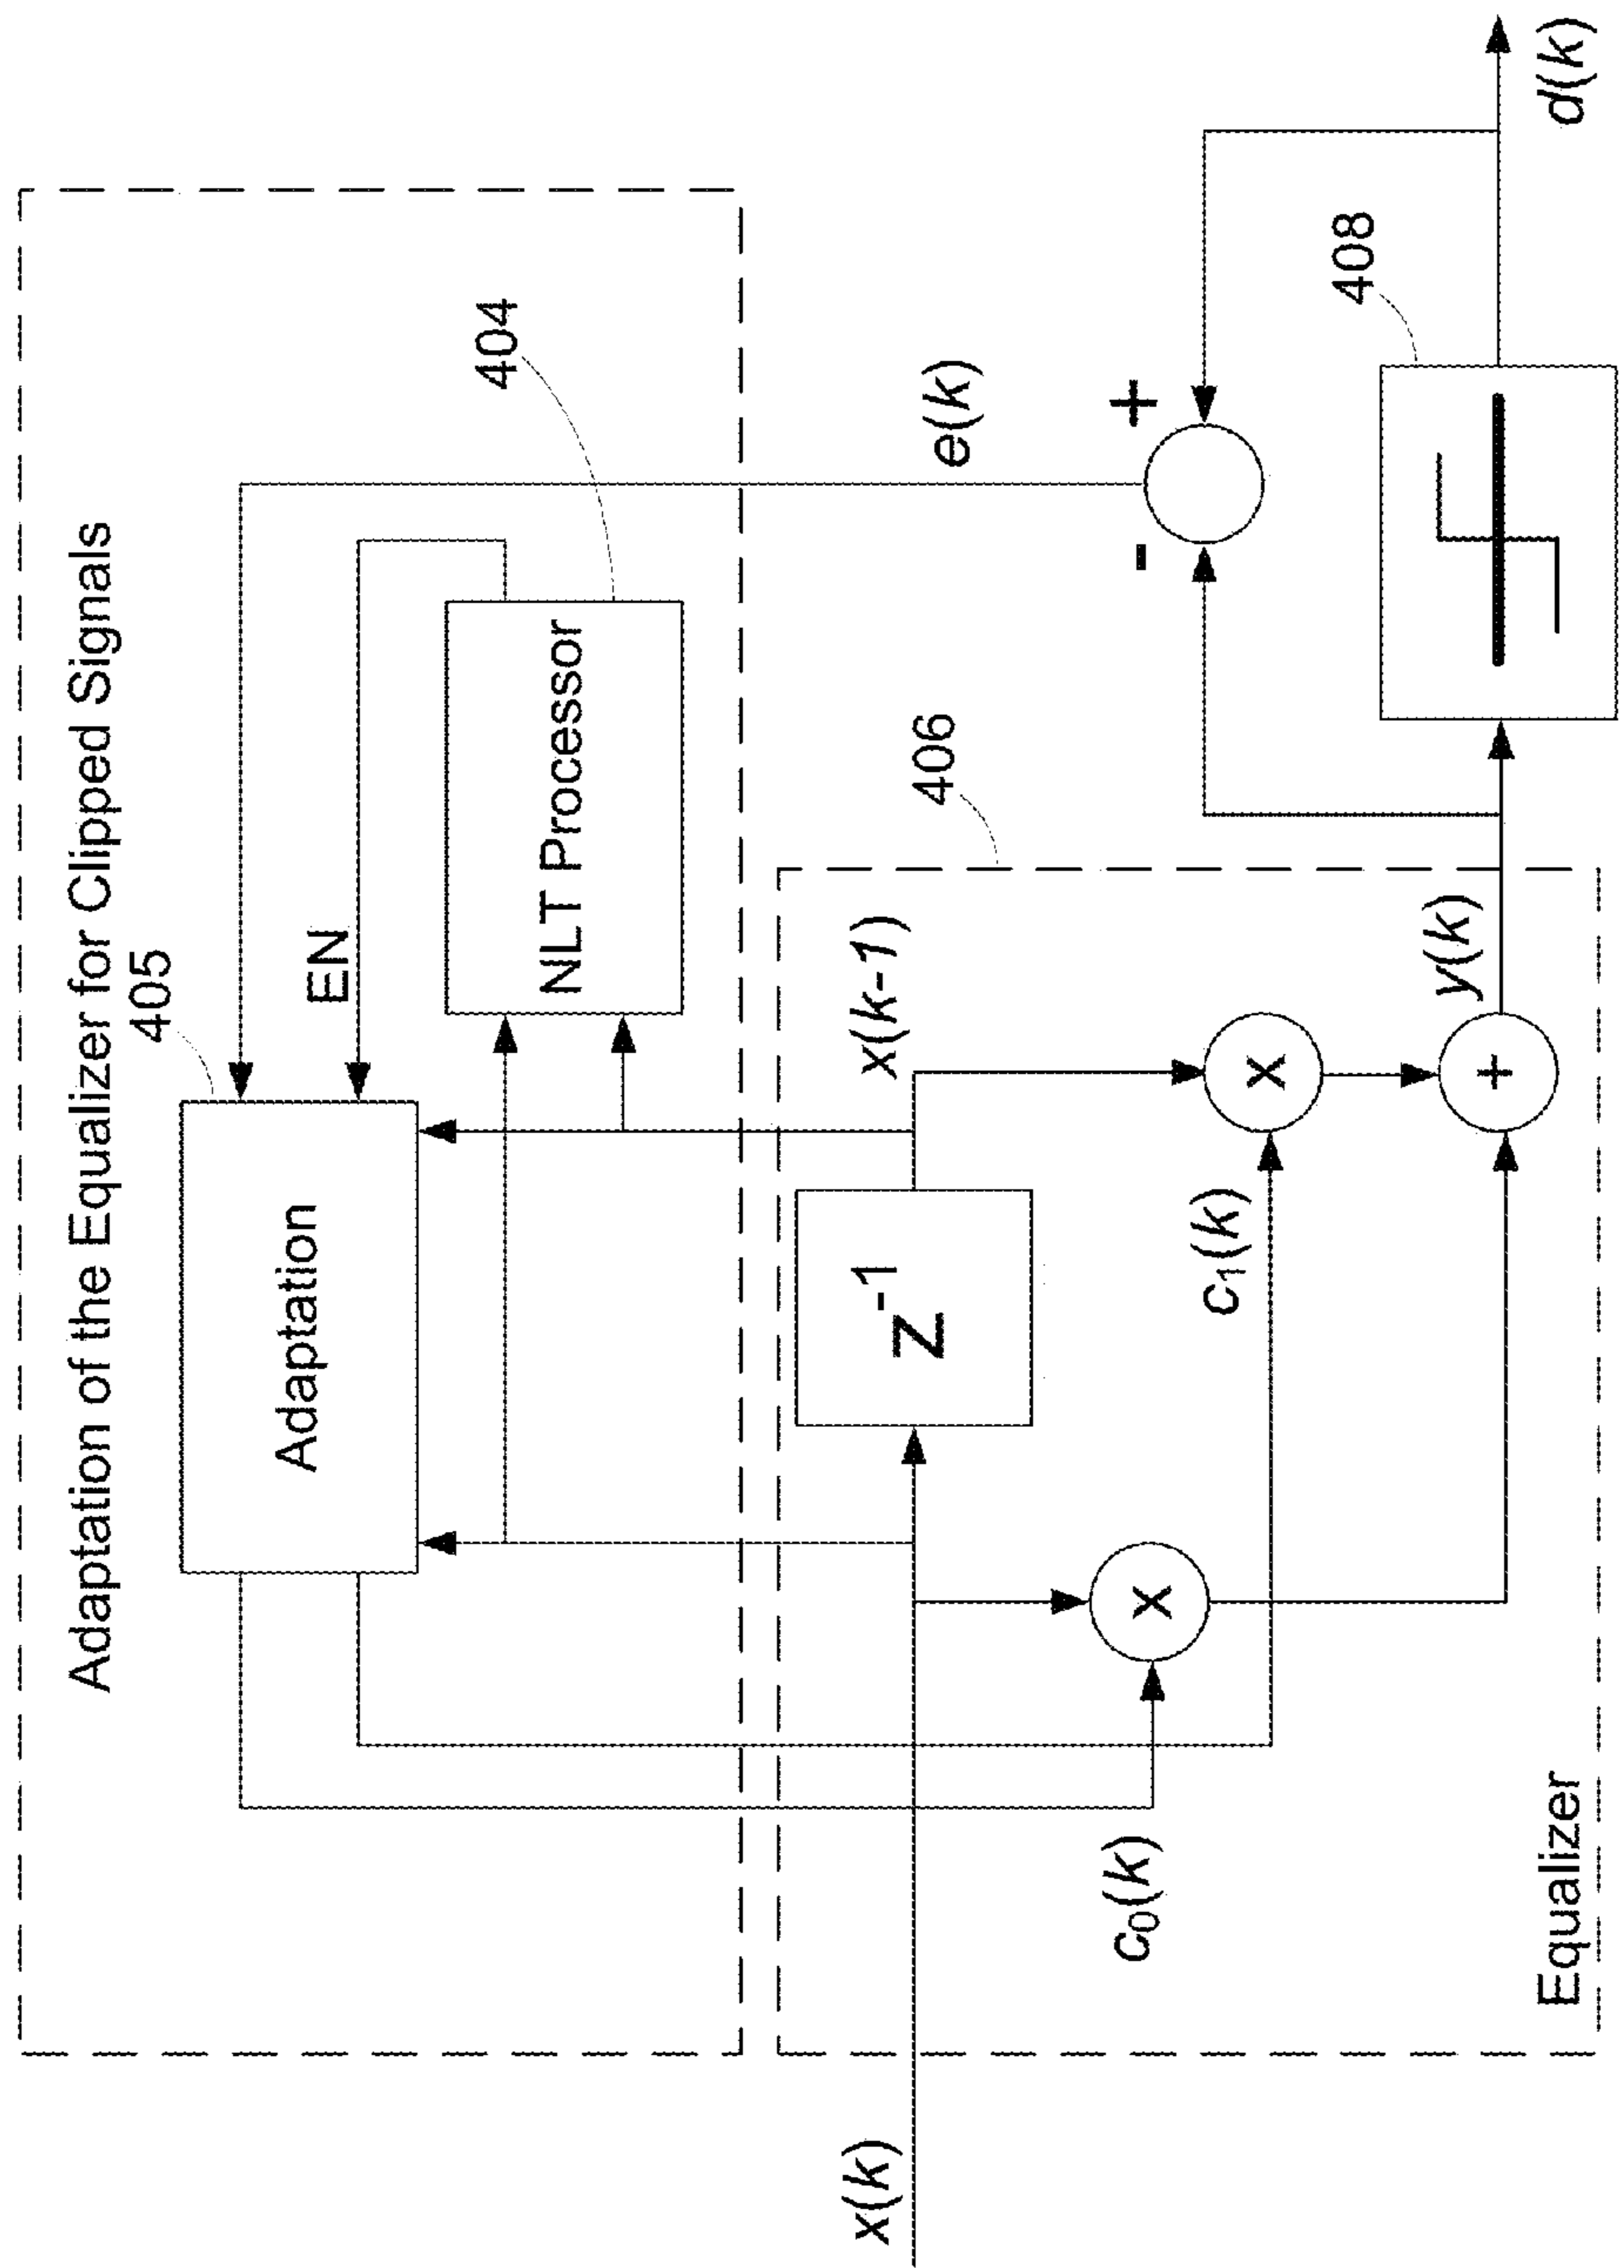 Adaptation of the Equalizer for Clipped Signals
405
Adaptation
EN
404
NLT Processor
e(k)
x(k)
x(k-1)
406
Z-1
+
-
c0(k)
X
c1(k)
X
408
y(k)
+
d(k)
Equalizer